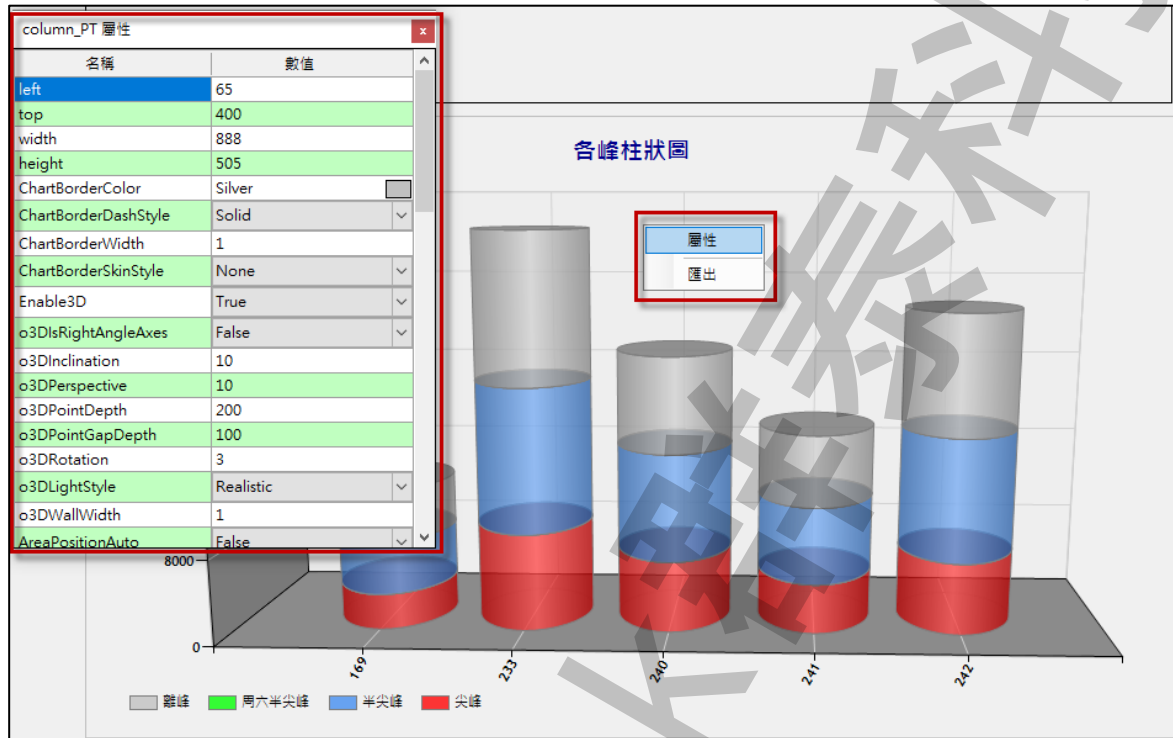 column_PT 屬性
x
名稱 數值
left 65
top 400
width 888
height 505
ChartBorderColor Silver
ChartBorderDashStyle Solid
ChartBorderWidth 1
ChartBorderSkinStyle None
Enable3D True
o3DIsRightAngleAxes False
o3DInclination 10
o3DPerspective 10
o3DPointDepth 200
o3DPointGapDepth 100
o3DRotation 3
o3DLightStyle Realistic
o3DWallWidth 1
AreaPositionAuto False
各峰柱狀圖
屬性
匯出
8000
0
169 233 240 241 242
離峰 周六半尖峰 半尖峰 尖峰